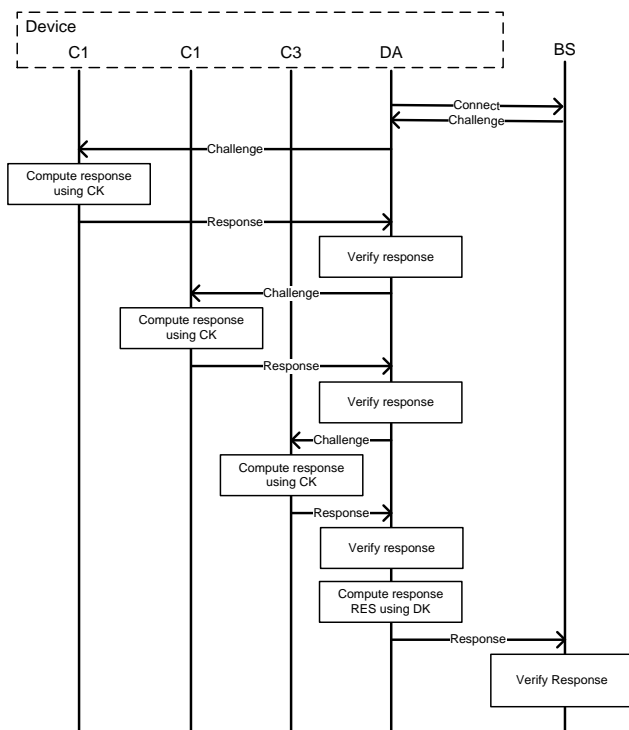 Device
C1 C1 C3 DA BS
Connect
Challenge
Challenge
Compute response
using CK
Response
Verify response
Challenge
Compute response
using CK
Response
Verify response
Challenge
Compute response
using CK
Response
Verify response
Compute response
RES using DK
Response
Verify Response